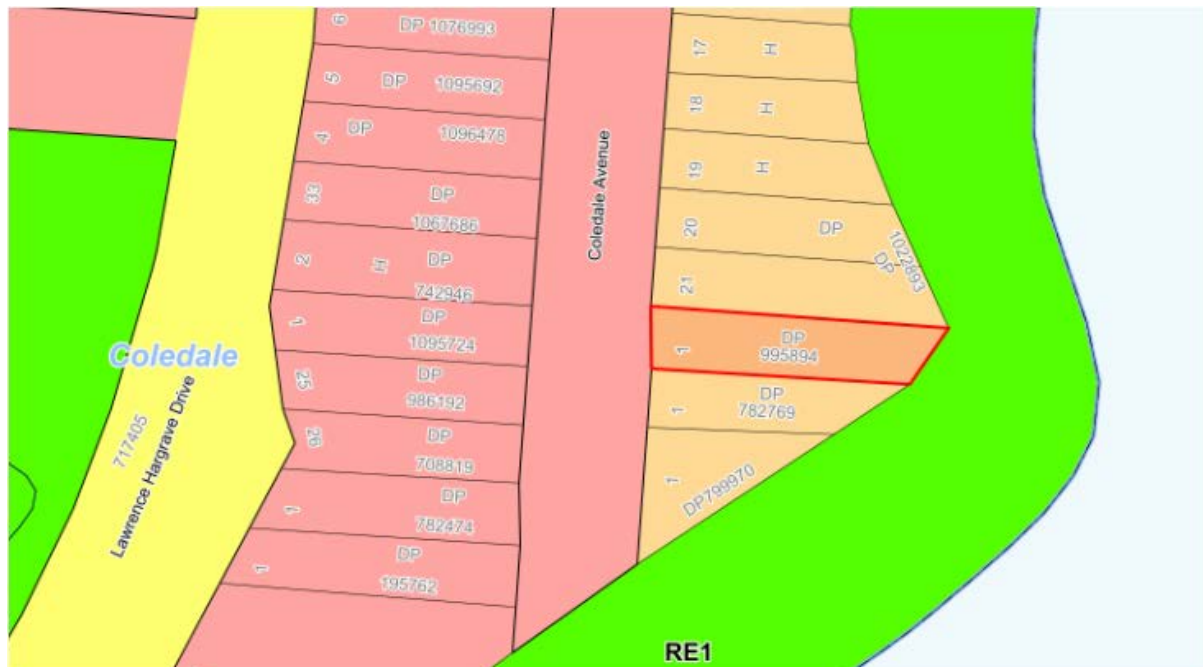 6
DP 1076993
5
DP 1095692
4
DP 1096478
33
DP
1067686
2
H
DP
742946
1
DP
1095724
25
DP
986192
26
DP
708819
1
DP
782474
1
DP
195762
Coledale
717405
Lawrence Hargrave Drive
Coledale Avenue
17
H
18
H
19
H
20
DP
DP
1022893
21
1
DP
995894
1
DP
782769
1
DP799970
RE1